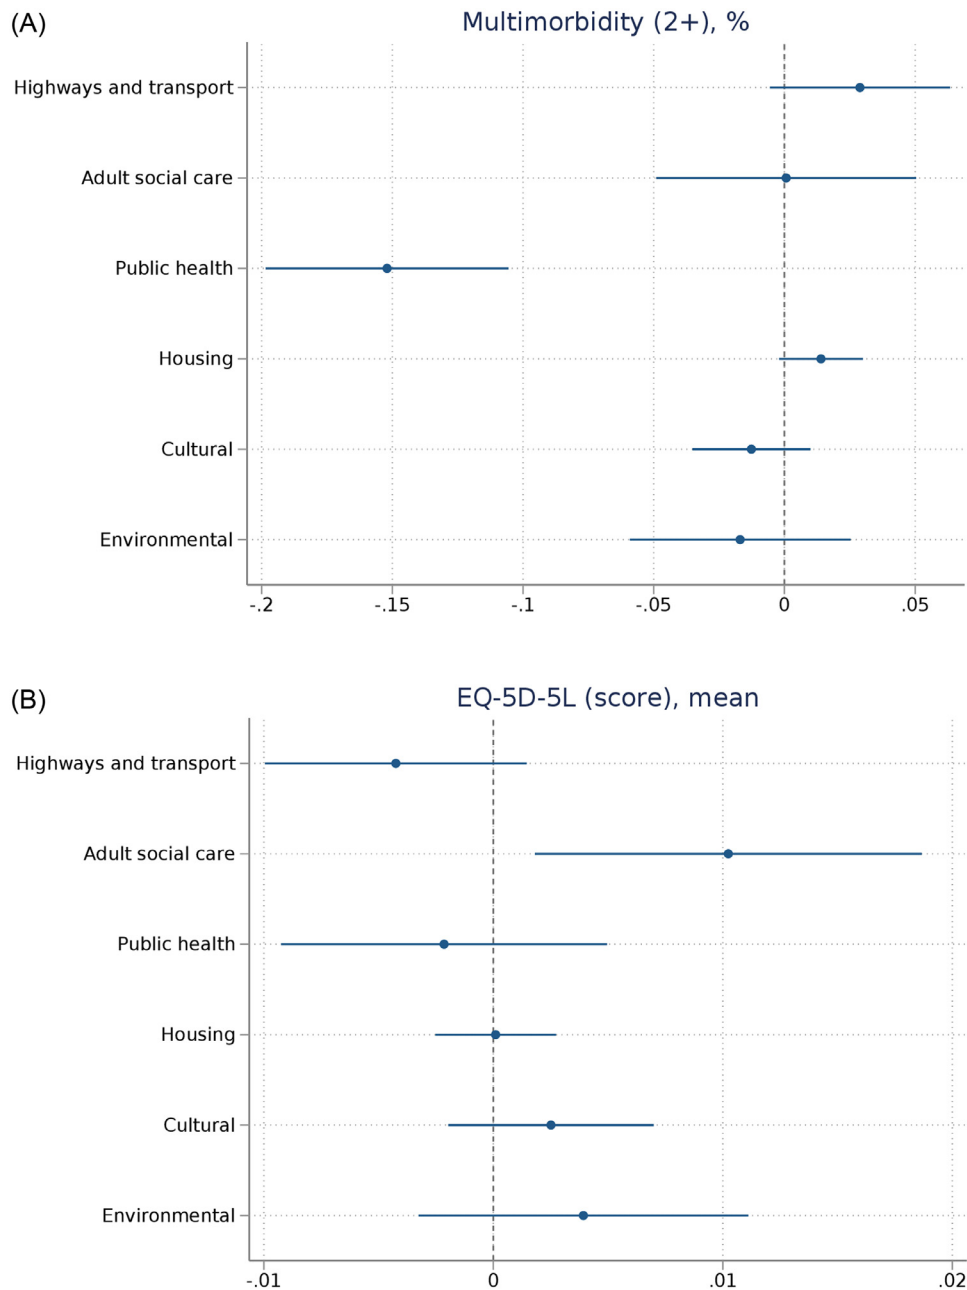 (A)
Multimorbidity (2+), %
Highways and transport
Adult social care
Public health
Housing
Cultural
Environmental
-.2 -.15 -.1 -.05 0 .05
(B)
EQ-5D-5L (score), mean
Highways and transport
Adult social care
Public health
Housing
Cultural
Environmental
-.01 0 .01 .02